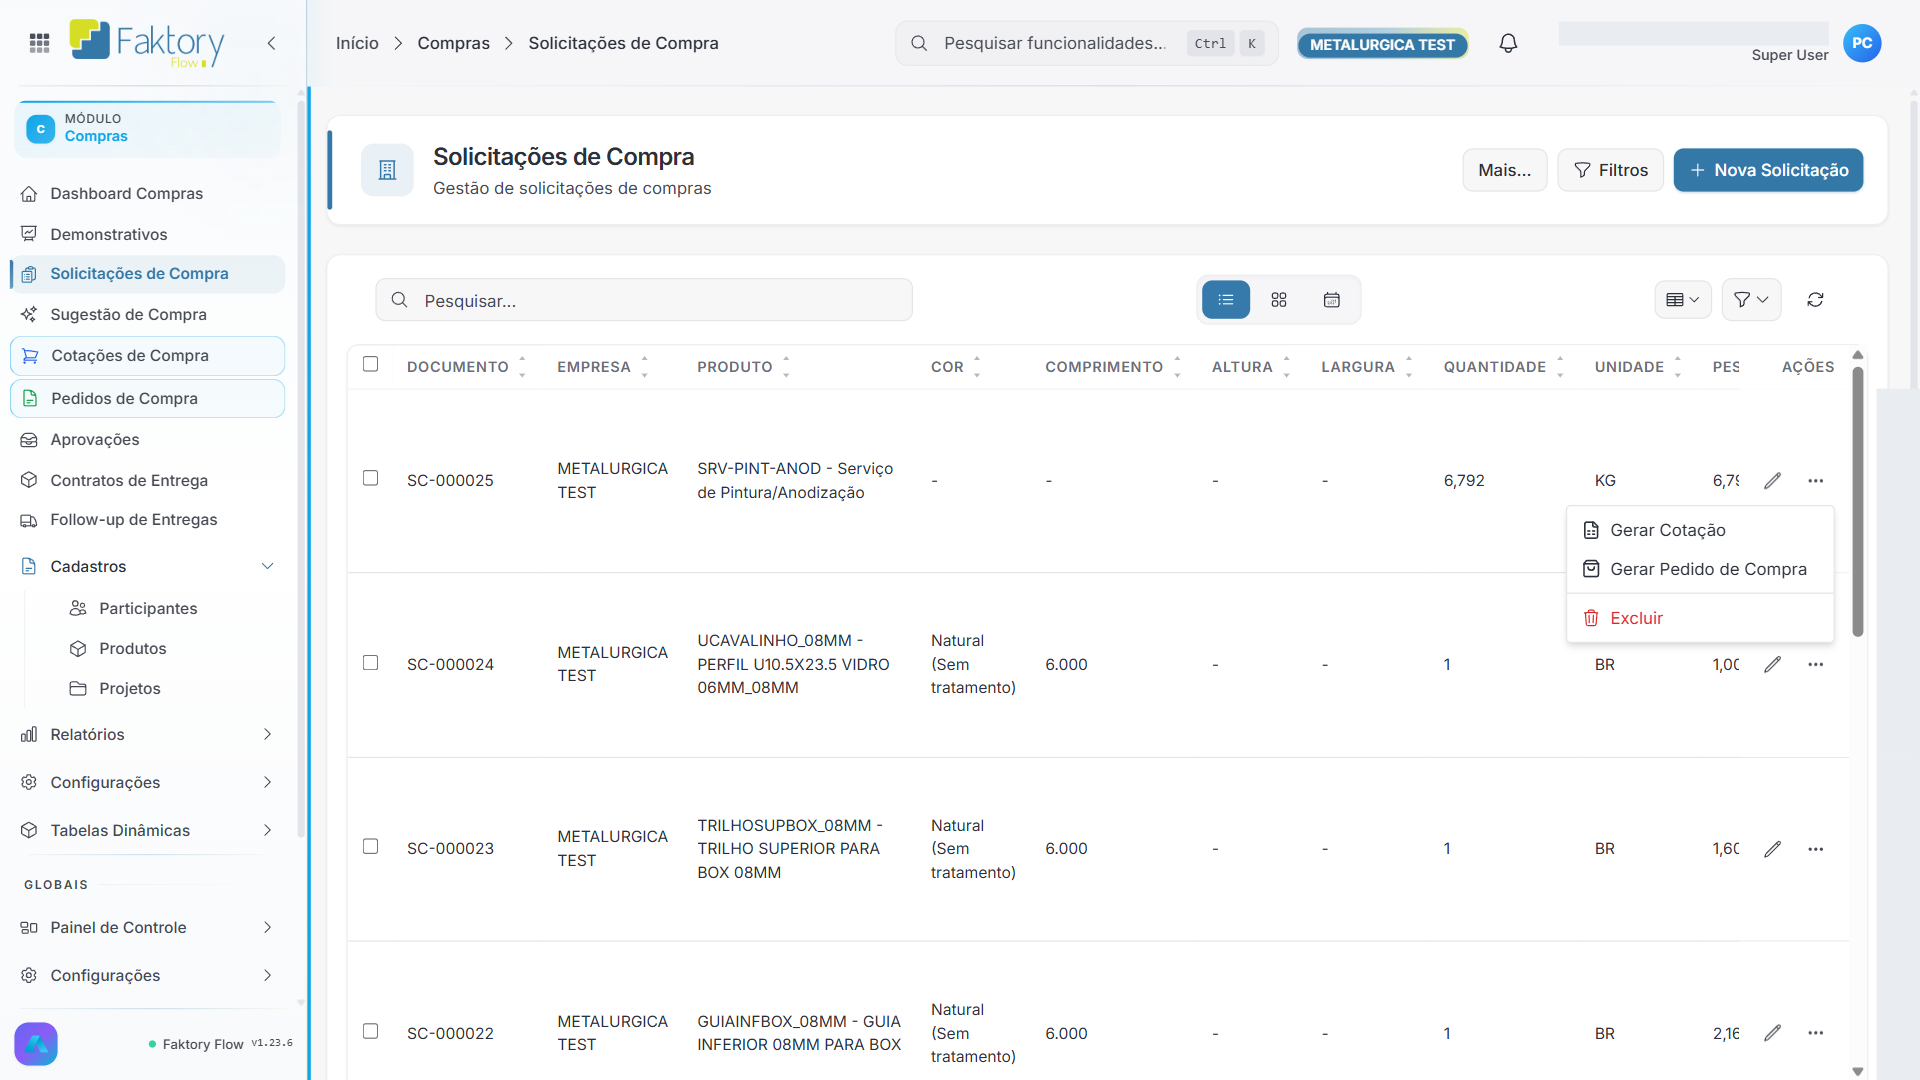 Faktory
Flow
Início
Compras
Solicitações de Compra
Pesquisar funcionalidades...
Ctrl
K
METALURGICA TEST
Super User
PC
C
MÓDULO
Compras
Dashboard Compras
Demonstrativos
Solicitações de Compra
Sugestão de Compra
Cotações de Compra
Pedidos de Compra
Aprovações
Contratos de Entrega
Follow-up de Entregas
Cadastros
Participantes
Produtos
Projetos
Relatórios
Configurações
Tabelas Dinâmicas
GLOBAIS
Painel de Controle
Configurações
Faktory Flow v1.23.6
Solicitações de Compra
Gestão de solicitações de compras
Mais...
Filtros
Nova Solicitação
Pesquisar...
DOCUMENTO EMPRESA PRODUTO COR COMPRIMENTO ALTURA LARGURA QUANTIDADE UNIDADE PES AÇÕES
SC-000025
METALURGICA
TEST
SRV-PINT-ANOD - Serviço
de Pintura/Anodização
- - - - 6,792 KG 6,79
Gerar Cotação
Gerar Pedido de Compra
Excluir
SC-000024
METALURGICA
TEST
UCAVALINHO_08MM -
PERFIL U10.5X23.5 VIDRO
06MM_08MM
Natural
(Sem
tratamento)
6.000 - - 1 BR 1,00
SC-000023
METALURGICA
TEST
TRILHOSUPBOX_08MM -
TRILHO SUPERIOR PARA
BOX 08MM
Natural
(Sem
tratamento)
6.000 - - 1 BR 1,60
SC-000022
METALURGICA
TEST
GUIAINFBOX_08MM - GUIA
INFERIOR 08MM PARA BOX
Natural
(Sem
tratamento)
6.000 - - 1 BR 2,16